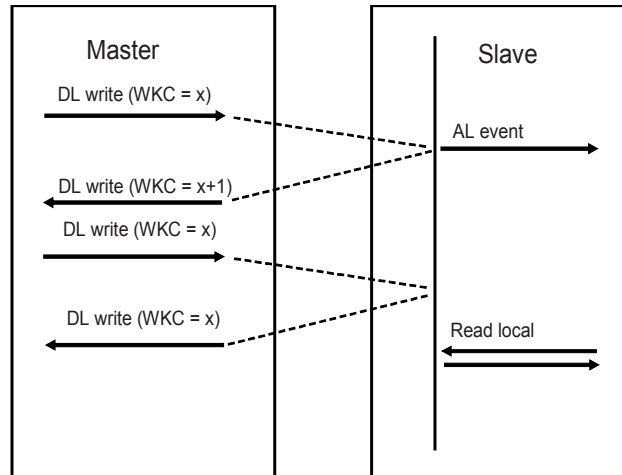 Master
Slave
DL write (WKC = x)
AL event
DL write (WKC = x+1)
DL write (WKC = x)
DL write (WKC = x)
Read local